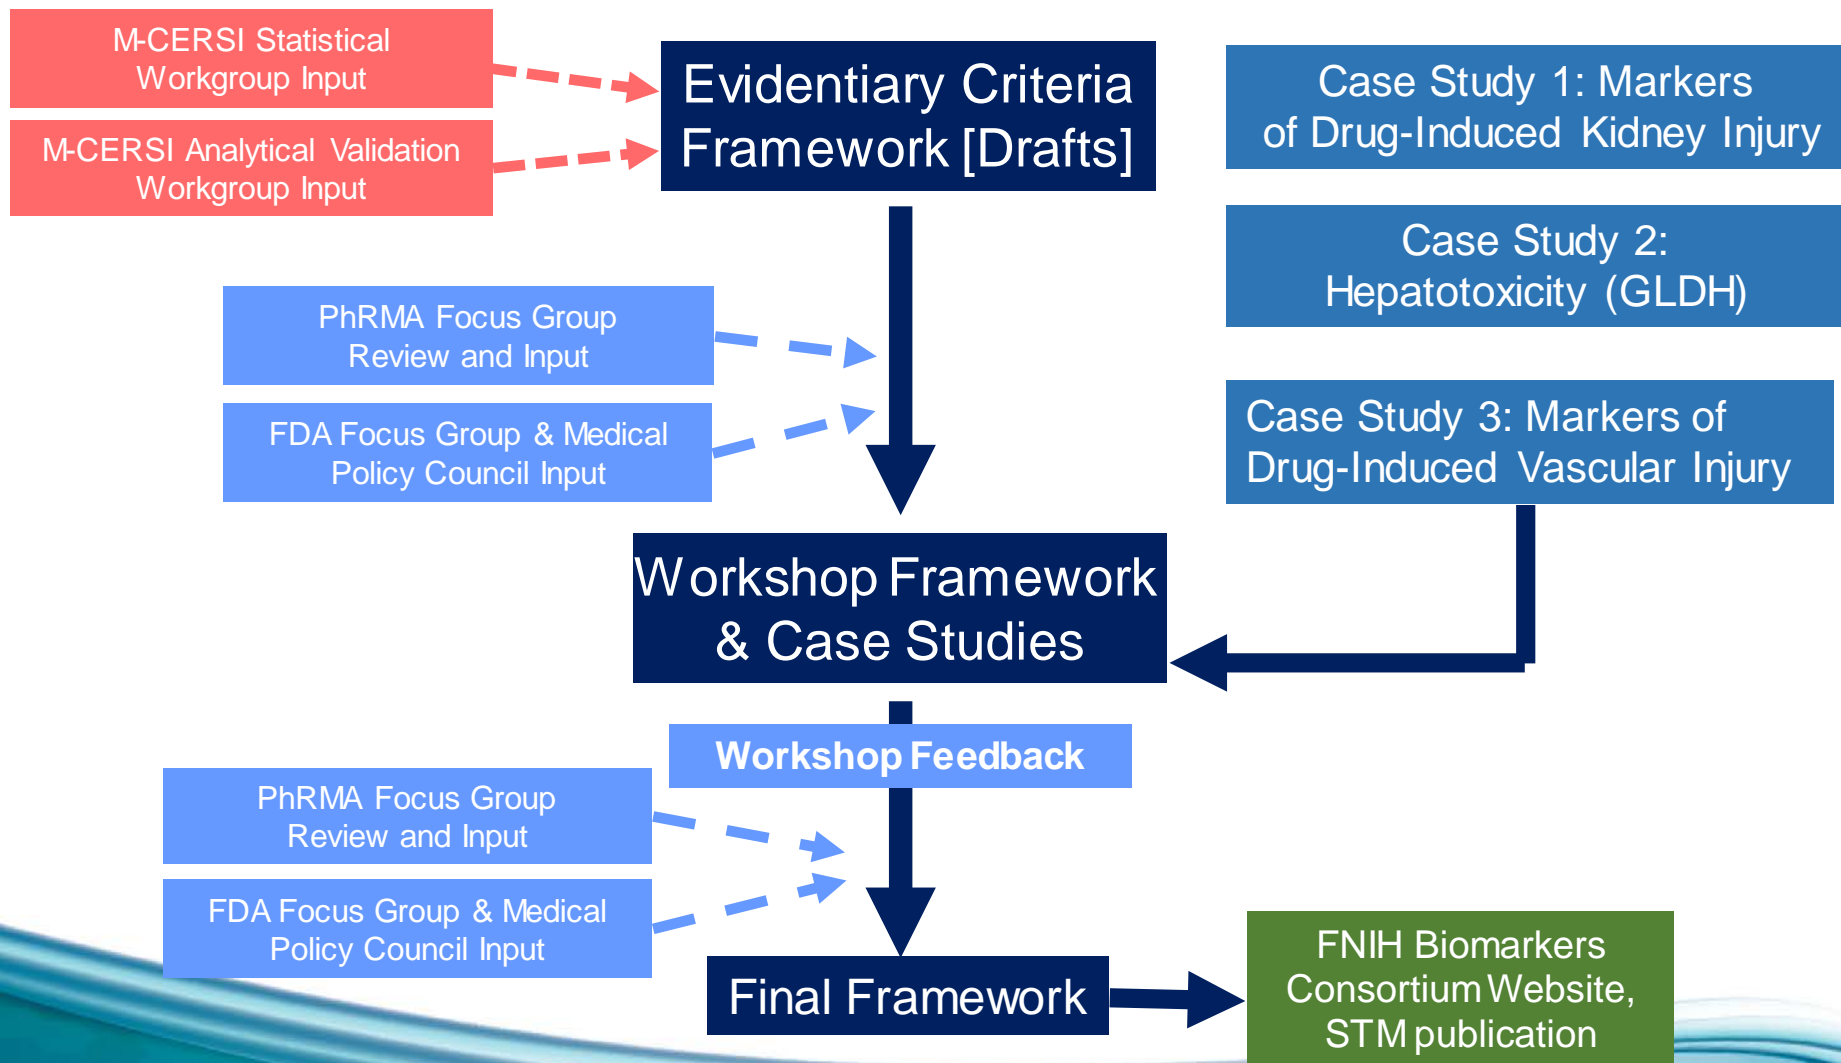 M-CERSI Statistical
Workgroup Input
M-CERSI Analytical Validation
Workgroup Input
Evidentiary Criteria
Framework [Drafts]
Case Study 1: Markers
of Drug-Induced Kidney Injury
Case Study 2:
Hepatotoxicity (GLDH)
Case Study 3: Markers of
Drug-Induced Vascular Injury
PhRMA Focus Group
Review and Input
FDA Focus Group & Medical
Policy Council Input
Workshop Framework
& Case Studies
Workshop Feedback
PhRMA Focus Group
Review and Input
FDA Focus Group & Medical
Policy Council Input
Final Framework
FNIH Biomarkers
Consortium Website,
STM publication